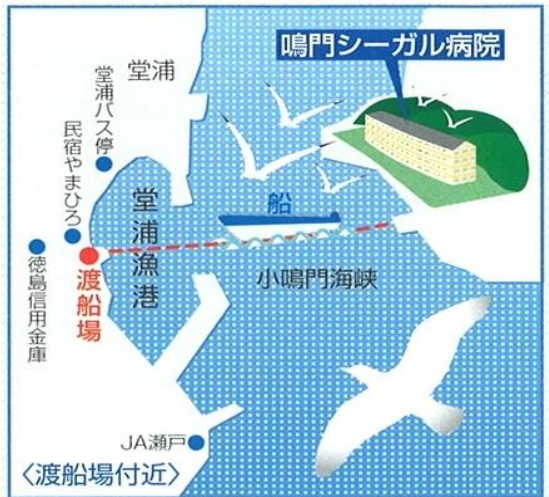 鳴門シーガル病院
堂浦
堂浦バス停
民宿やまひろ
堂浦漁港
船
渡船場
徳島信用金庫
小鳴門海峡
JA瀬戸
〈渡船場付近〉